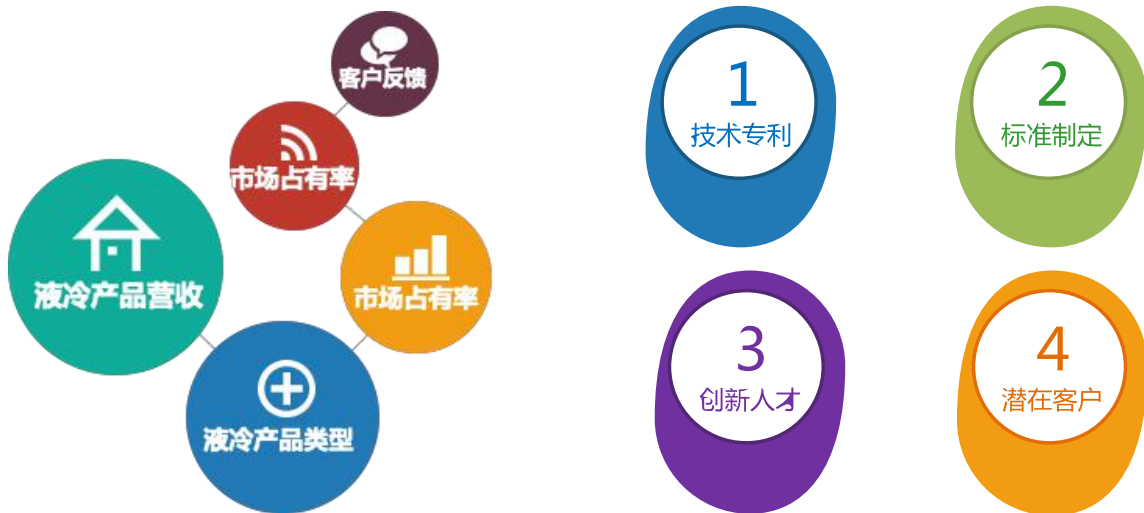 客户反馈
市场占有率
液冷产品营收
市场占有率
液冷产品类型
1
技术专利
2
标准制定
3
创新人才
4
潜在客户